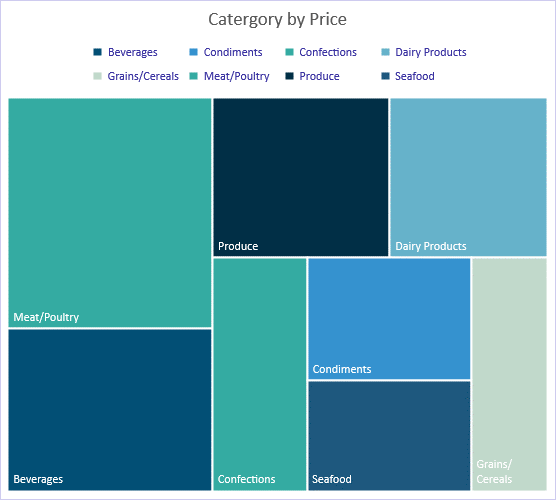 Catergory by Price
Beverages Condiments Confections Dairy Products
Grains/Cereals Meat/Poultry Produce Seafood
Produce
Dairy Products
Meat/Poultry
Condiments
Beverages
Confections
Seafood
Grains/
Cereals